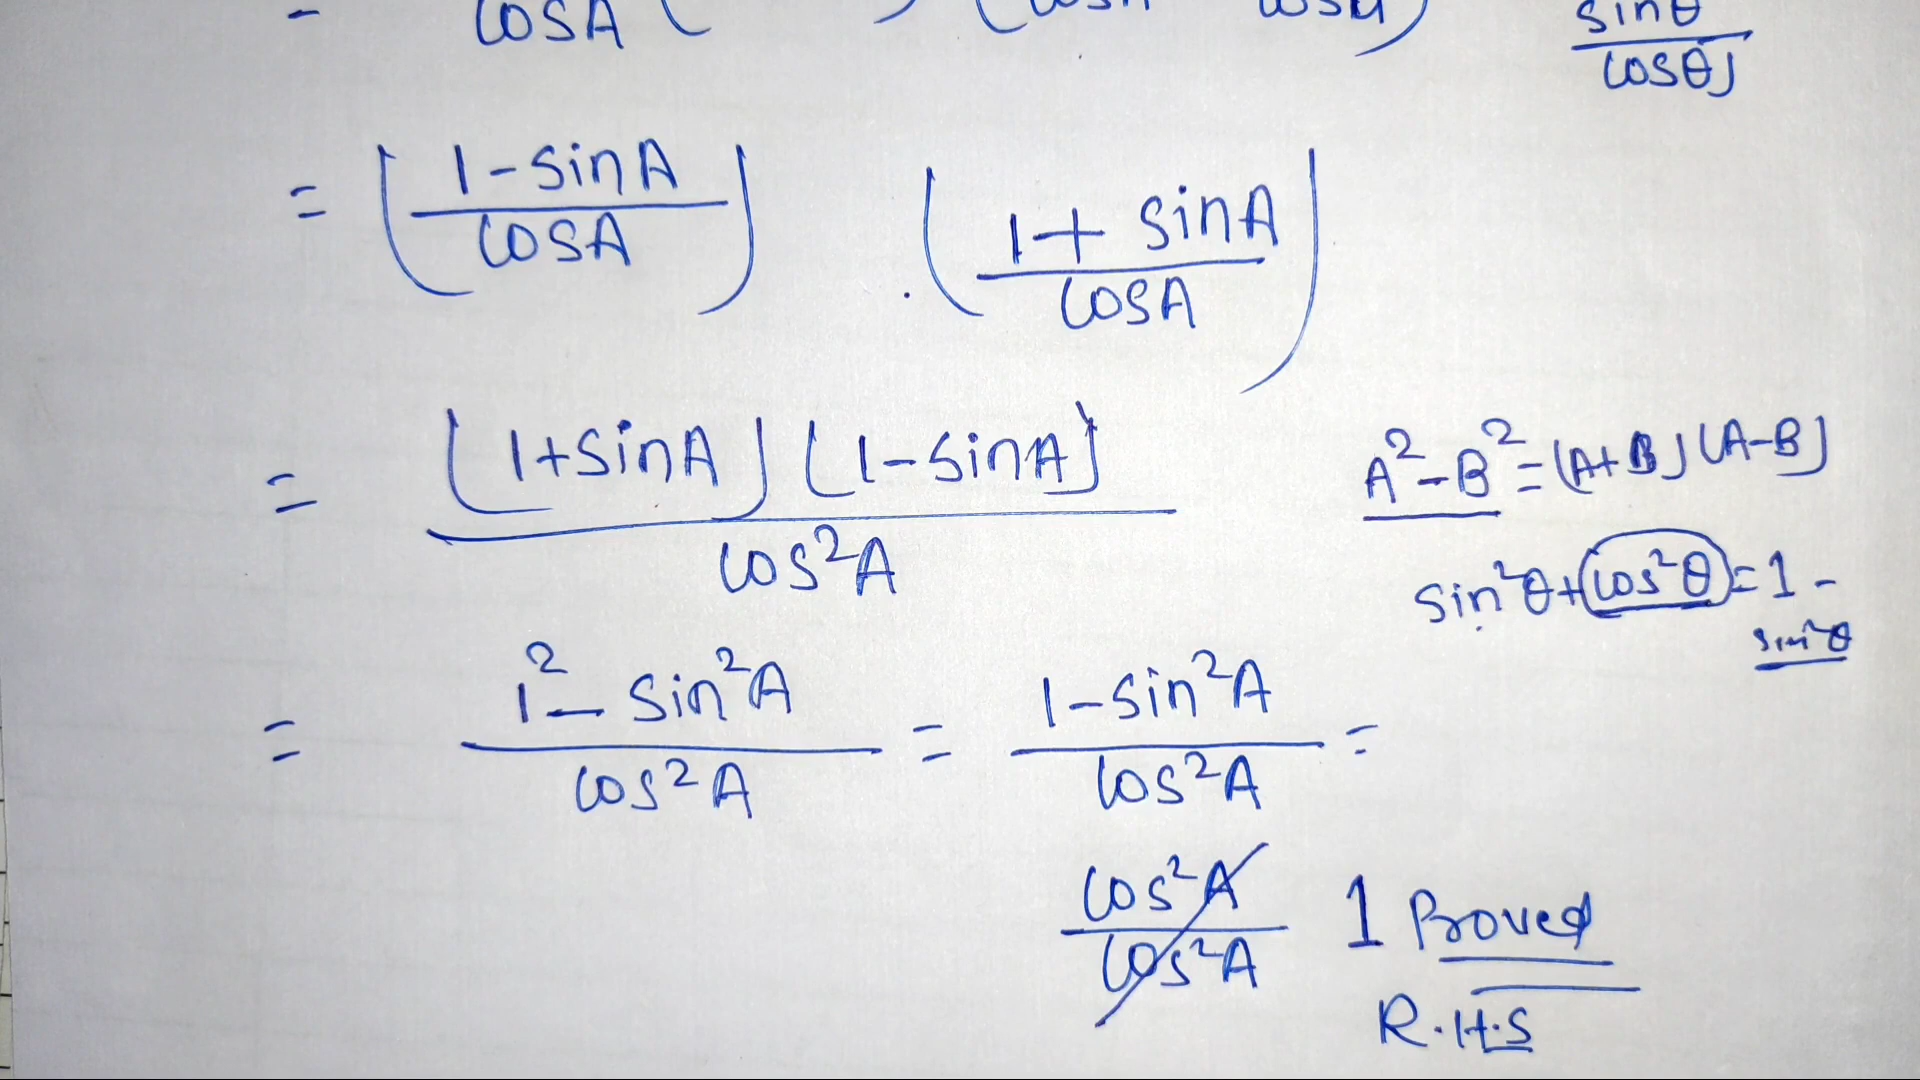 = cosA
sinθ
cosθ)
= (1-sinA / cosA) . (1+ sinA / cosA)
= (1+sinA)(1-sinA) / cos²A
A²-B²=(A+B)(A-B)
sin²θ+cos²θ=1-
sin²θ
= 1²- sin²A / cos²A = 1-sin²A / cos²A =
cos²A / cos²A 1 Proved
R.H.S